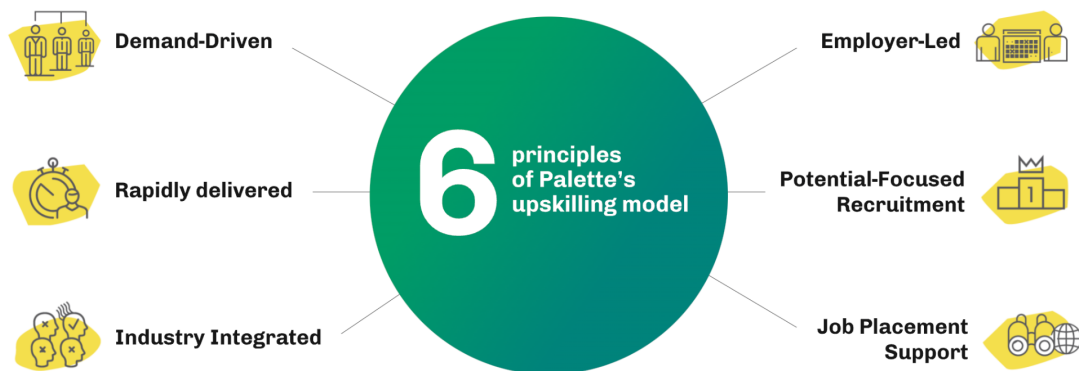 Demand-Driven
Rapidly delivered
Industry Integrated
6
principles
of Palette's
upskilling model
Employer-Led
Potential-Focused
Recruitment
1
Job Placement
Support